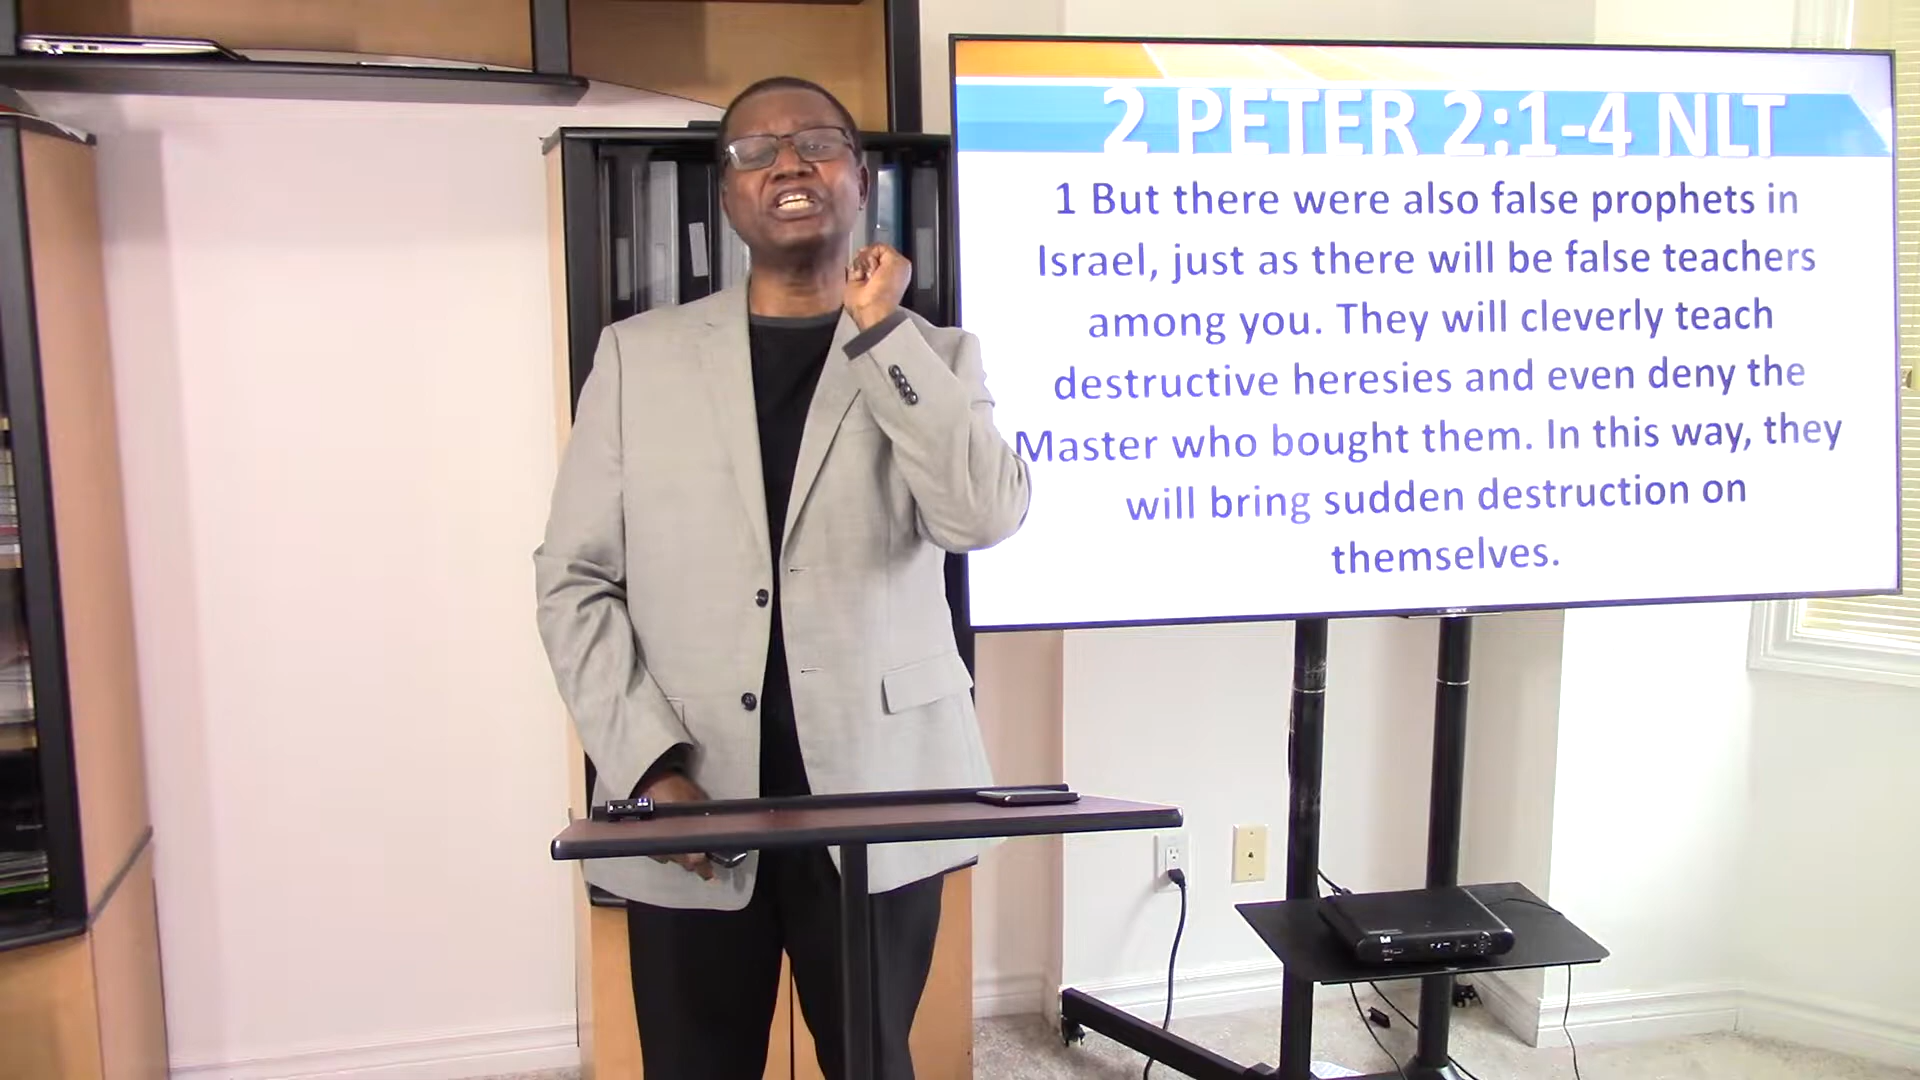 2 PETER 2:1-4 NLT
1 But there were also false prophets in
Israel, just as there will be false teachers
among you. They will cleverly teach
destructive heresies and even deny the
Master who bought them. In this way, they
will bring sudden destruction on
themselves.
SONY